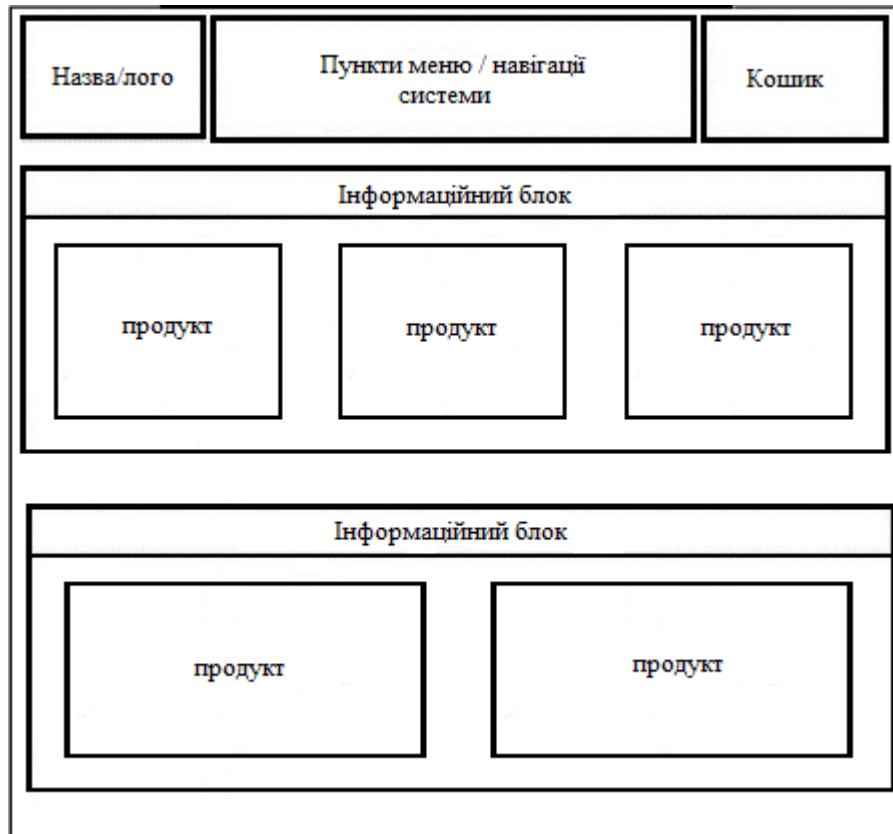 Назва/лого
Пункти меню / навігації
системи
Кошик
Інформаційний блок
продукт
продукт
продукт
Інформаційний блок
продукт
продукт